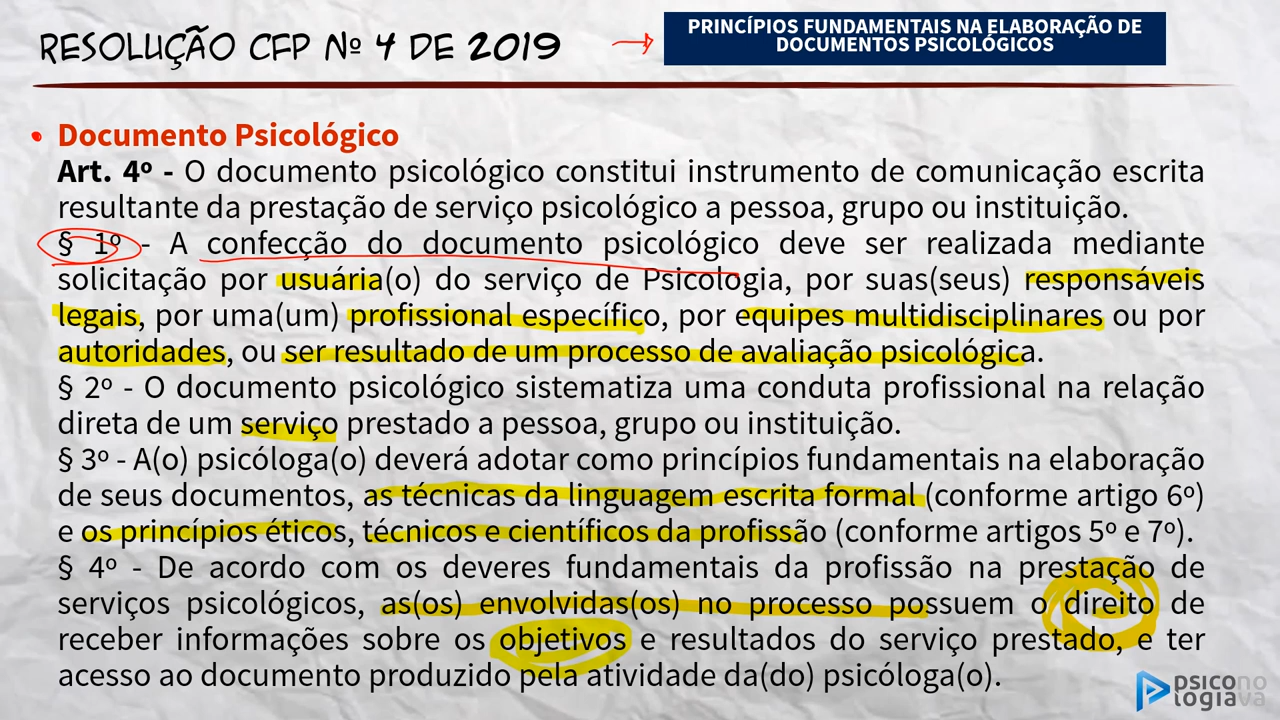 RESOLUÇÃO CFP Nº 4 DE 2019
PRINCÍPIOS FUNDAMENTAIS NA ELABORAÇÃO DE
DOCUMENTOS PSICOLÓGICOS
• Documento Psicológico
Art. 4º - O documento psicológico constitui instrumento de comunicação escrita
resultante da prestação de serviço psicológico a pessoa, grupo ou instituição.
§ 1º - A confecção do documento psicológico deve ser realizada mediante
solicitação por usuária(o) do serviço de Psicologia, por suas(seus) responsáveis
legais, por uma(um) profissional específico, por equipes multidisciplinares ou por
autoridades, ou ser resultado de um processo de avaliação psicológica.
§ 2º - O documento psicológico sistematiza uma conduta profissional na relação
direta de um serviço prestado a pessoa, grupo ou instituição.
§ 3º - A(o) psicóloga(o) deverá adotar como princípios fundamentais na elaboração
de seus documentos, as técnicas da linguagem escrita formal (conforme artigo 6º)
e os princípios éticos, técnicos e científicos da profissão (conforme artigos 5º e 7º).
§ 4º - De acordo com os deveres fundamentais da profissão na prestação de
serviços psicológicos, as(os) envolvidas(os) no processo possuem o direito de
receber informações sobre os objetivos e resultados do serviço prestado, e ter
acesso ao documento produzido pela atividade da(do) psicóloga(o).
psicono
logiava